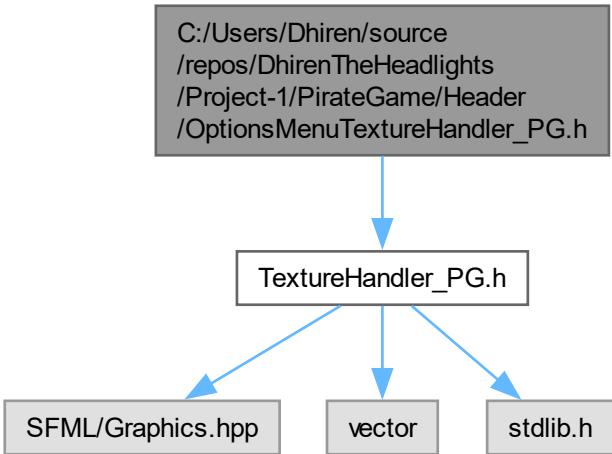 C:/Users/Dhiren/source
/repos/DhirenTheHeadlights
/Project-1/PirateGame/Header
/OptionsMenuTextureHandler_PG.h
TextureHandler_PG.h
SFML/Graphics.hpp
vector
stdlib.h